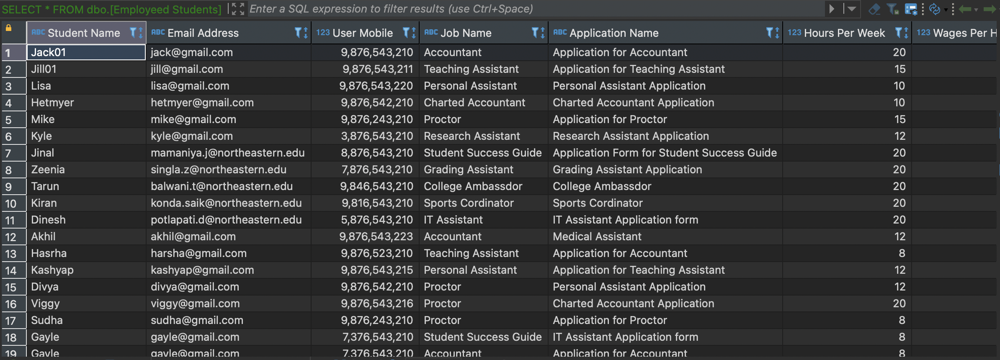 SELECT * FROM dbo.[Employeed Students] Enter a SQL expression to filter results (use Ctrl+Space)
ABC Student Name ABC Email Address 123 User Mobile ABC Job Name ABC Application Name 123 Hours Per Week 123 Wages Per H
1 Jack01 jack@gmail.com 9,876,543,210 Accountant Application for Accountant 20
2 Jill01 jill@gmail.com 9,876,543,211 Teaching Assistant Application for Teaching Assistant 15
3 Lisa lisa@gmail.com 9,876,543,220 Personal Assistant Personal Assistant Application 10
4 Hetmyer hetmyer@gmail.com 9,876,542,210 Charted Accountant Charted Accountant Application 10
5 Mike mike@gmail.com 9,876,243,210 Proctor Application for Proctor 15
6 Kyle kyle@gmail.com 3,876,543,210 Research Assistant Research Assistant Application 12
7 Jinal mamaniya.j@northeastern.edu 8,876,543,210 Student Success Guide Application Form for Student Success Guide 20
8 Zeenia singla.z@northeastern.edu 7,876,543,210 Grading Assistant Grading Assistant Application 20
9 Tarun balwani.t@northeastern.edu 9,846,543,210 College Ambassdor College Ambassdor 20
10 Kiran konda.saik@northeastern.edu 9,816,543,210 Sports Cordinator Sports Cordinator 20
11 Dinesh potlapati.d@northeastern.edu 5,876,543,210 IT Assistant IT Assistant Application form 20
12 Akhil akhil@gmail.com 9,876,543,223 Accountant Medical Assistant 12
13 Hasrha harsha@gmail.com 9,876,523,210 Teaching Assistant Application for Accountant 8
14 Kashyap kashyap@gmail.com 9,876,543,215 Personal Assistant Application for Teaching Assistant 12
15 Divya divya@gmail.com 9,876,542,210 Proctor Personal Assistant Application 12
16 Viggy viggy@gmail.com 9,876,543,216 Proctor Charted Accountant Application 20
17 Sudha sudha@gmail.com 9,876,243,210 Proctor Application for Proctor 8
18 Gayle gayle@gmail.com 7,376,543,210 Student Success Guide IT Assistant Application form 8
19 Gayle gayle@gmail.com 7,376,543,210 Accountant Application for Accountant 8